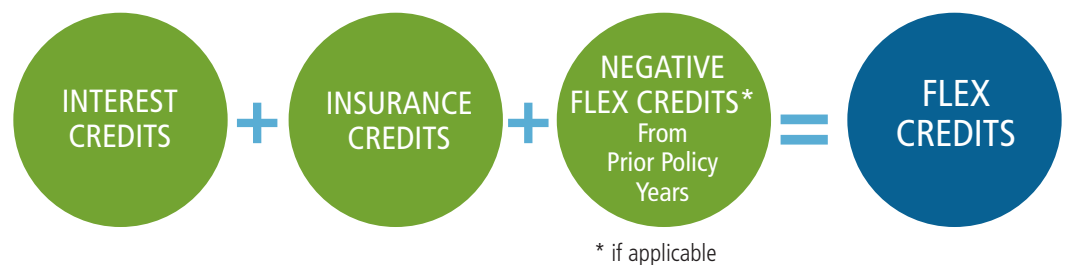 INTEREST
CREDITS
+
INSURANCE
CREDITS
+
NEGATIVE
FLEX CREDITS*
From
Prior Policy
Years
=
FLEX
CREDITS
* if applicable